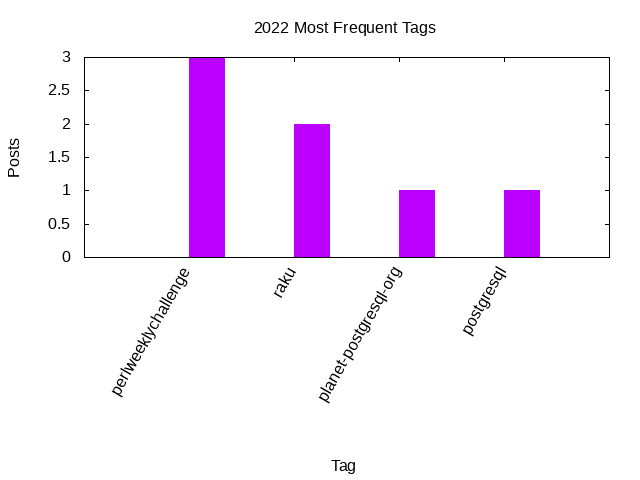 2022 Most Frequent Tags
Posts
3
2.5
2
1.5
1
0.5
0
perlweeklychallenge
raku
planet-postgresql-org
postgresql
Tag